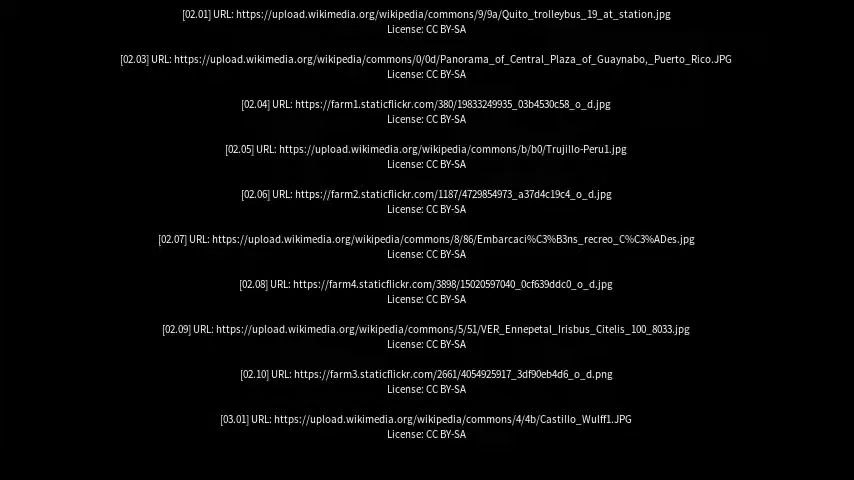 [02.01] URL: https://upload.wikimedia.org/wikipedia/commons/9/9a/Quito_trolleybus_19_at_station.jpg
License: CC BY-SA
[02.03] URL: https://upload.wikimedia.org/wikipedia/commons/0/0d/Panorama_of_Central_Plaza_of_Guaynabo,_Puerto_Rico.JPG
License: CC BY-SA
[02.04] URL: https://farm1.staticflickr.com/380/19833249935_03b4530c58_o_d.jpg
License: CC BY-SA
[02.05] URL: https://upload.wikimedia.org/wikipedia/commons/b/b0/Trujillo-Peru1.jpg
License: CC BY-SA
[02.06] URL: https://farm2.staticflickr.com/1187/4729854973_a37d4c19c4_o_d.jpg
License: CC BY-SA
[02.07] URL: https://upload.wikimedia.org/wikipedia/commons/8/86/Embarcaci%C3%B3ns_recreo_C%C3%ADes.jpg
License: CC BY-SA
[02.08] URL: https://farm4.staticflickr.com/3898/15020597040_0cf639ddc0_o_d.jpg
License: CC BY-SA
[02.09] URL: https://upload.wikimedia.org/wikipedia/commons/5/51/VER_Ennepetal_Irisbus_Citelis_100_8033.jpg
License: CC BY-SA
[02.10] URL: https://farm3.staticflickr.com/2661/4054925917_3df90eb4d6_o_d.png
License: CC BY-SA
[03.01] URL: https://upload.wikimedia.org/wikipedia/commons/4/4b/Castillo_Wulff1.JPG
License: CC BY-SA